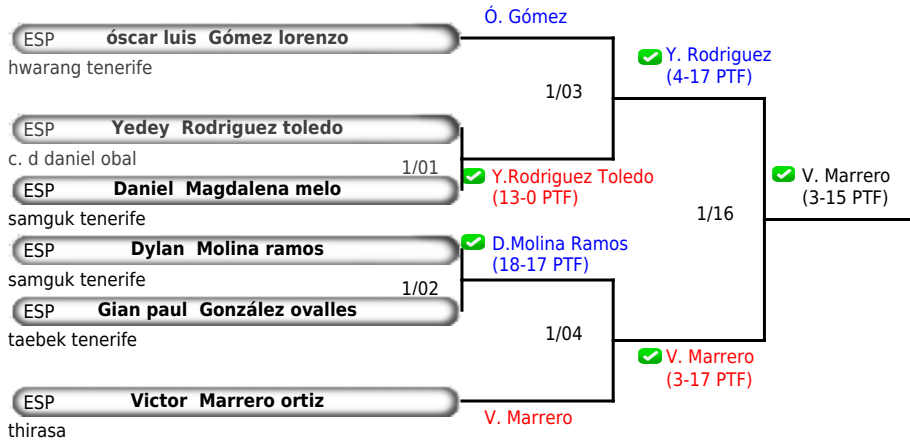 Ó. Gómez
ESP óscar luis Gómez lorenzo
hwarang tenerife
Y. Rodriguez
(4-17 PTF)
1/03
ESP Yedey Rodriguez toledo
c. d daniel obal
1/01
Y.Rodriguez Toledo
(13-0 PTF)
ESP Daniel Magdalena melo
samguk tenerife
V. Marrero
(3-15 PTF)
1/16
ESP Dylan Molina ramos
samguk tenerife
D.Molina Ramos
(18-17 PTF)
1/02
ESP Gian paul González ovalles
taebek tenerife
1/04
V. Marrero
(3-17 PTF)
ESP Victor Marrero ortiz
thirasa
V. Marrero